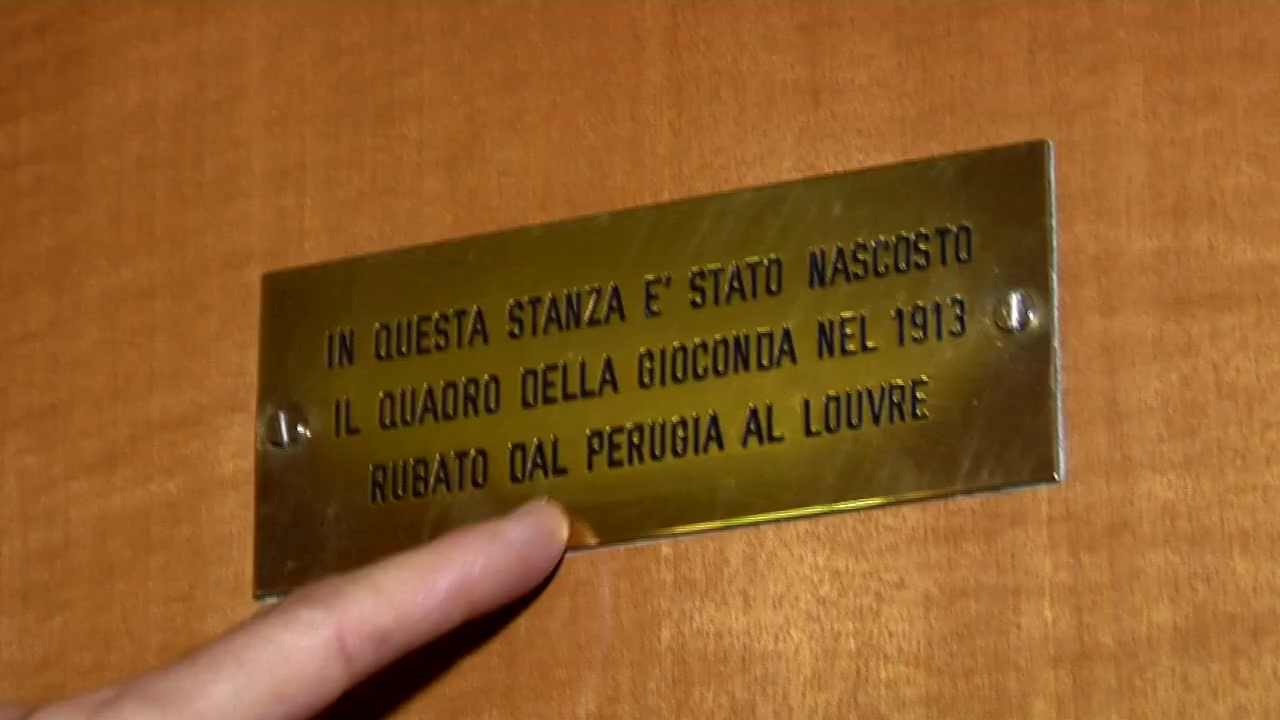 IN QUESTA STANZA E' STATO NASCOSTO
IL QUADRO DELLA GIOCONDA NEL 1913
RUBATO DAL PERUGIA AL LOUVRE